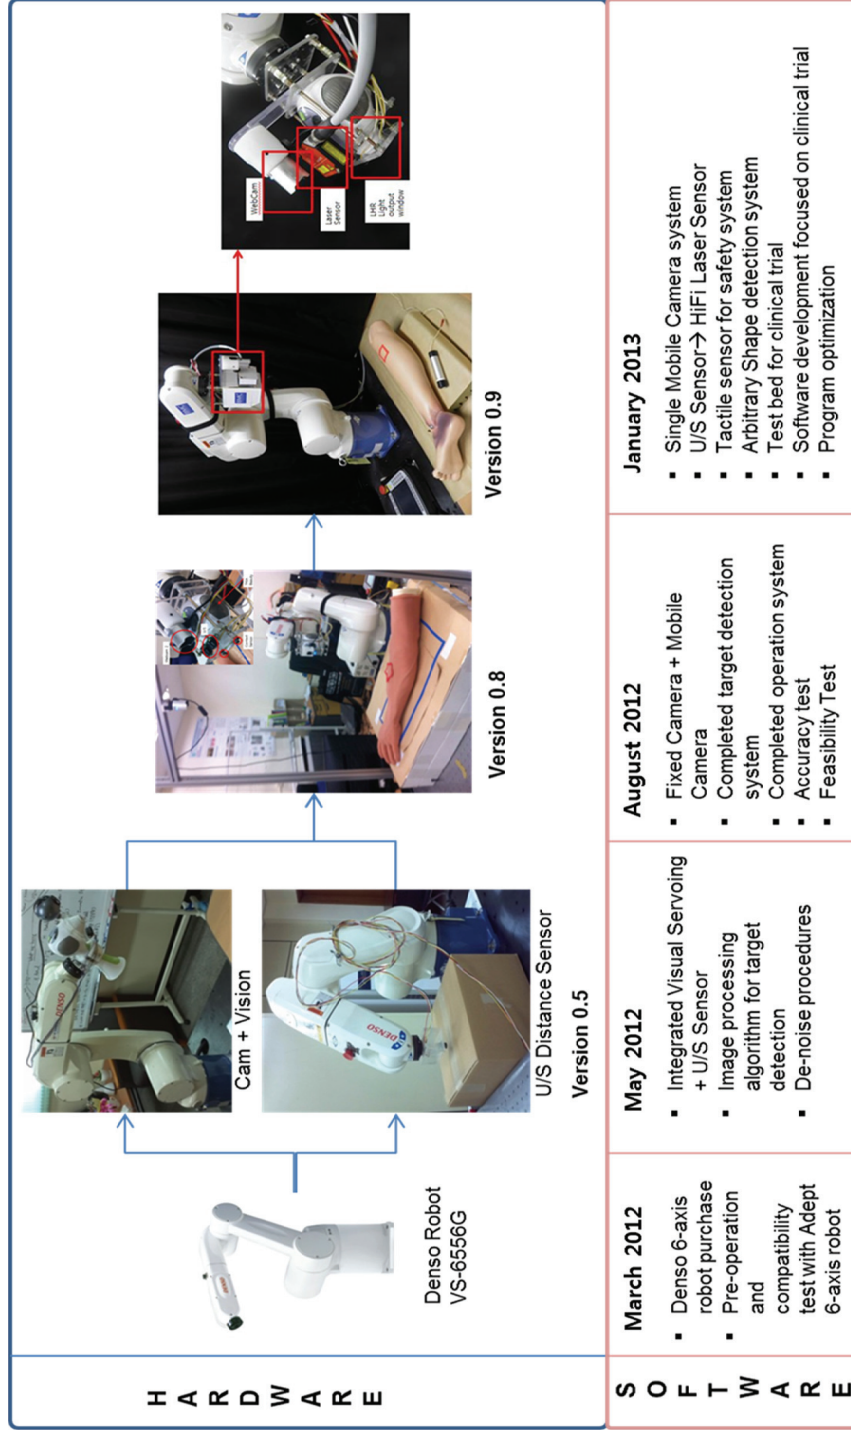 HARDWARE
Denso Robot
VS-6556G
DENSO
Cam + Vision
DENSO
U/S Distance Sensor
Version 0.5
Version 0.8
Version 0.9
WebCam
Laser
Sensor
LHR
Light
output
window
SOFTWARE
March 2012
▪ Denso 6-axis
robot purchase
▪ Pre-operation
and
compatibility
test with Adept
6-axis robot
May 2012
▪ Integrated Visual Servoing
+ U/S Sensor
▪ Image processing
algorithm for target
detection
▪ De-noise procedures
August 2012
▪ Fixed Camera + Mobile
Camera
▪ Completed target detection
system
▪ Completed operation system
▪ Accuracy test
▪ Feasibility Test
January 2013
▪ Single Mobile Camera system
▪ U/S Sensor→ HiFi Laser Sensor
▪ Tactile sensor for safety system
▪ Arbitrary Shape detection system
▪ Test bed for clinical trial
▪ Software development focused on clinical trial
▪ Program optimization